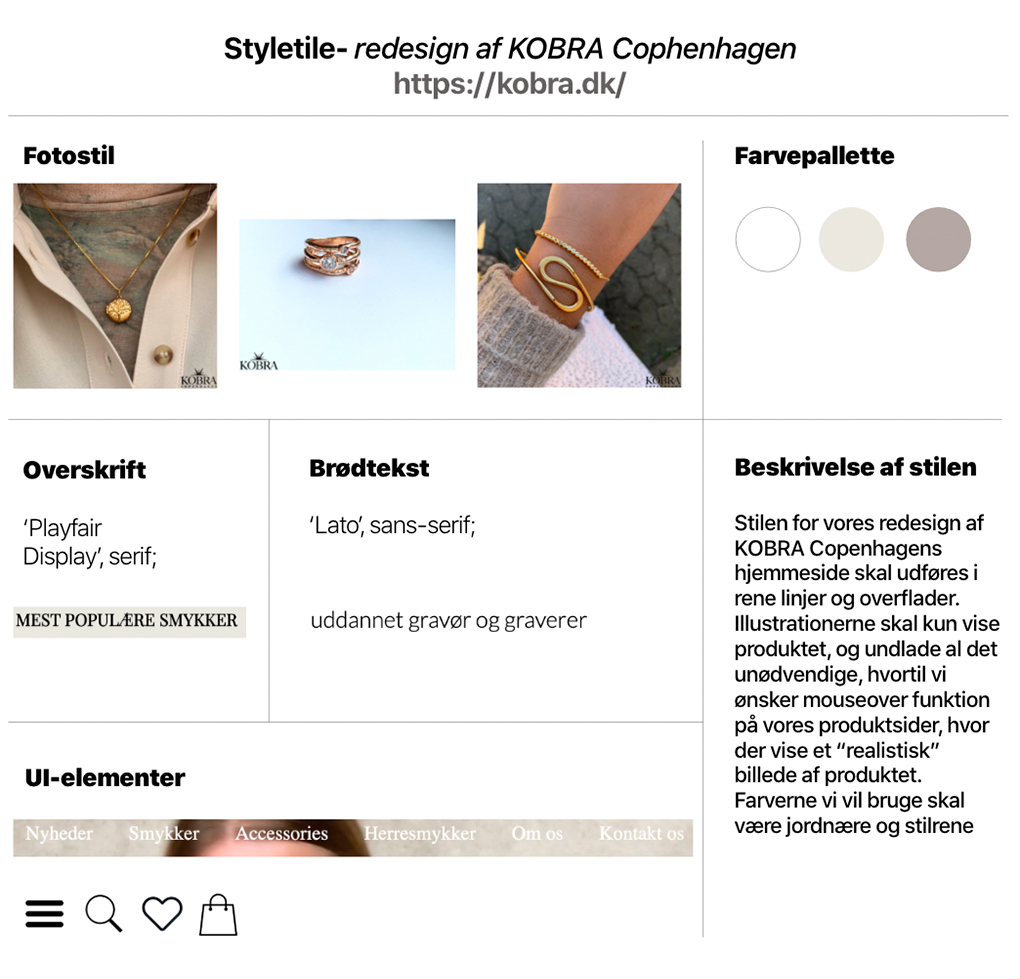 Styletile- redesign af KOBRA Cophenhagen
https://kobra.dk/
Fotostil
KOBRA
KOBRA
KOBRA
Farvepallette
Overskrift
‘Playfair
Display’, serif;
MEST POPULÆRE SMYKKER
Brødtekst
‘Lato’, sans-serif;
uddannet gravør og graverer
Beskrivelse af stilen
Stilen for vores redesign af
KOBRA Copenhagens
hjemmeside skal udføres i
rene linjer og overflader.
Illustrationerne skal kun vise
produktet, og undlade al det
unødvendige, hvortil vi
ønsker mouseover funktion
på vores produktsider, hvor
der vise et “realistisk”
billede af produktet.
Farverne vi vil bruge skal
være jordnære og stilrene
UI-elementer
Nyheder Smykker Accessories Herresmykker Om os Kontakt os